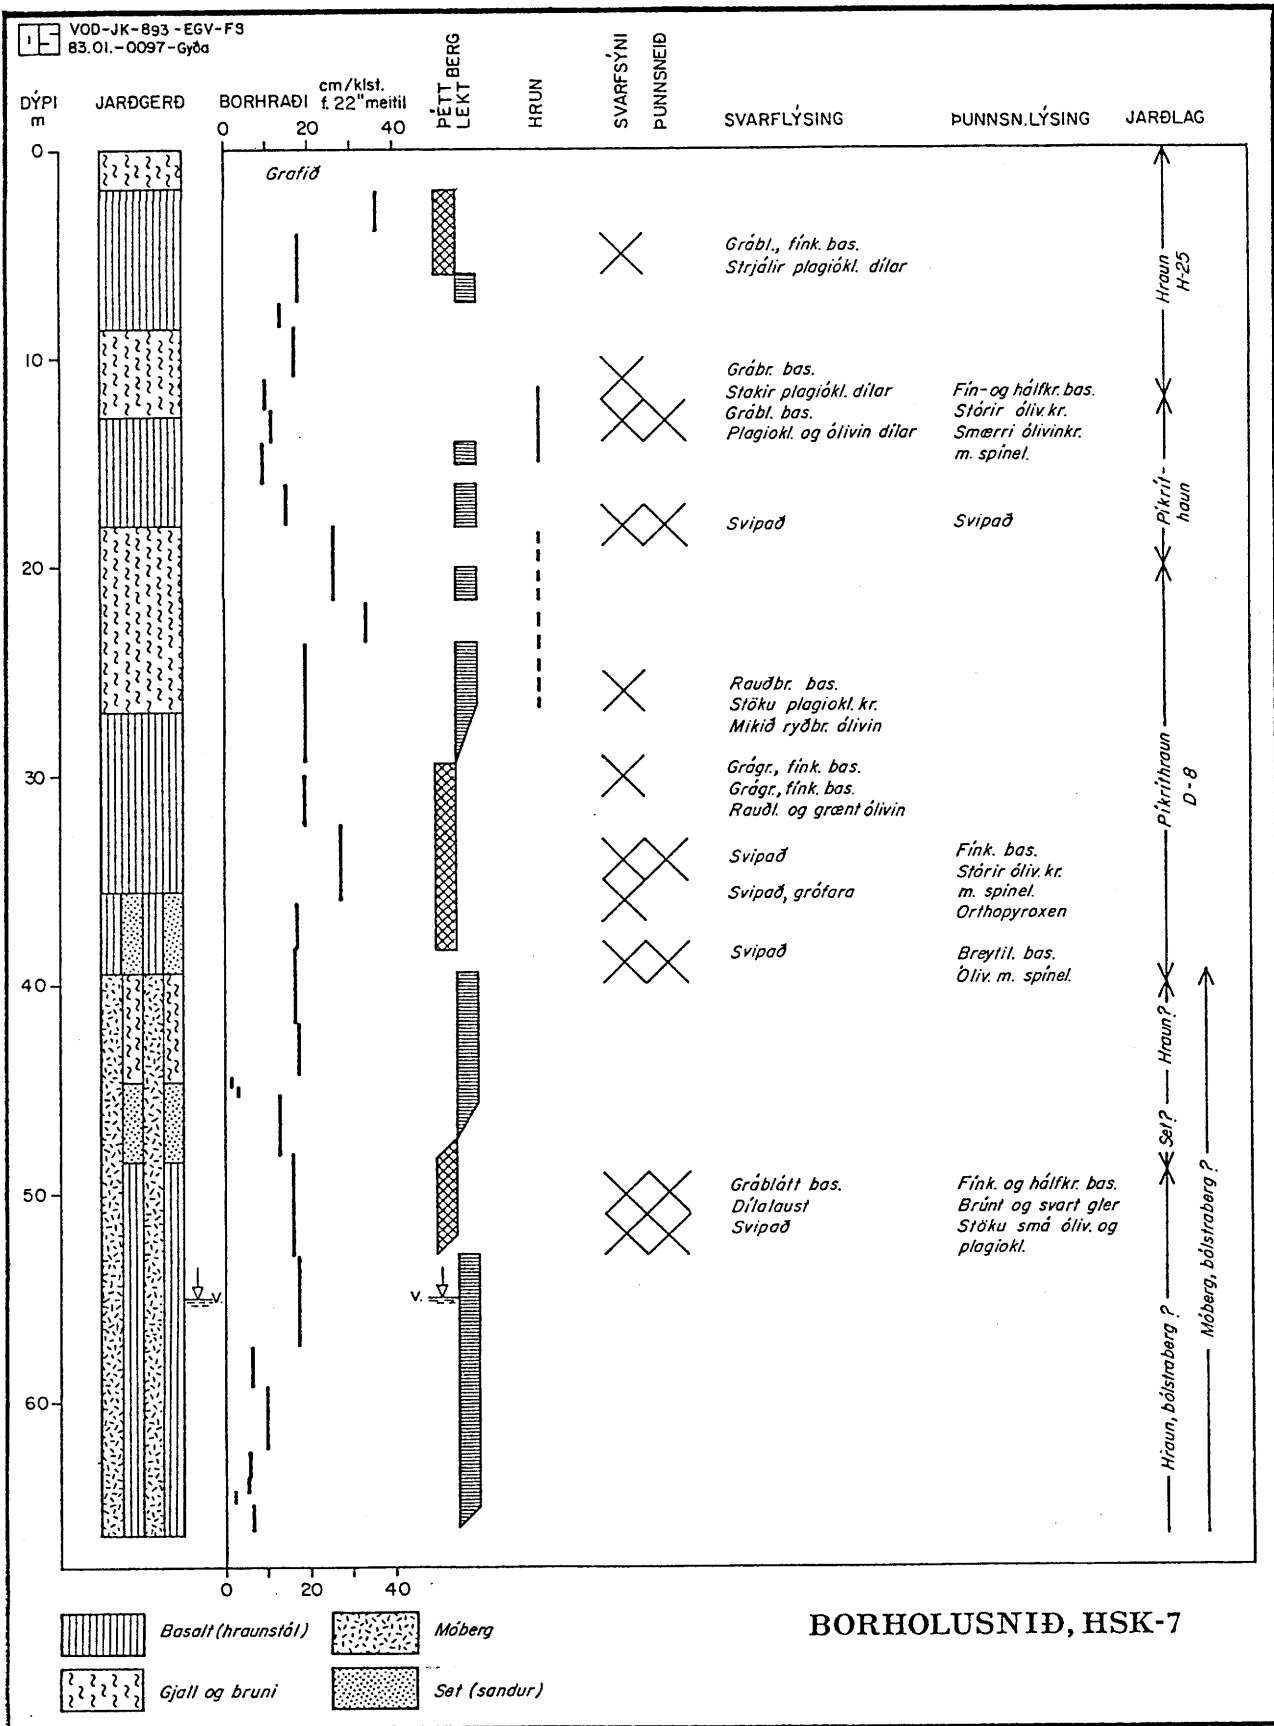 VOD-JK-893-EGV-FS
83.01.-0097-Gyða
DÝPI
m
JARÐGERÐ
BORHRAÐI
cm/klst.
f. 22" meitil
ÞÉTT BERG
LEKT
HRUN
SVARFSÝNI
ÞUNNSNEIÐ
SVARFLÝSING
ÞUNNSN.LÝSING
JARÐLAG
0 20 40
0
10
20
30
40
50
60
Grafið
Grábl., fínk. bas.
Strjálir plagiókl. dílar
Grábr. bas.
Stakir plagiókl. dílar
Grábl. bas.
Plagiokl. og ólivin dílar
Fín- og hálfkr. bas.
Stórir óliv. kr.
Smærri ólivinkr.
m. spinel.
Svipað
Svipað
Rauðbr. bas.
Stöku plagiokl. kr.
Mikið ryðbr. ólivin
Grágr., fínk. bas.
Grágr., fínk. bas.
Rauðl. og grænt ólivin
Svipað
Svipað, grófara
Fínk. bas.
Stórir óliv. kr.
m. spinel.
Orthopyroxen
Svipað
Breytil. bas.
Óliv. m. spinel.
Gráblátt bas.
Dílalaust
Svipað
Fínk. og hálfkr. bas.
Brúnt og svart gler
Stöku smá óliv. og
plagiokl.
Hraun
H-25
Píkrít-
haun
Píkríthraun
D-8
Hraun?
Set?
Hraun, bólstraberg?
Móberg, bólstraberg?
V.
V.
0 20 40
Basalt (hraunstál)
Móberg
Gjall og bruni
Set (sandur)
BORHOLUSNIÐ, HSK-7